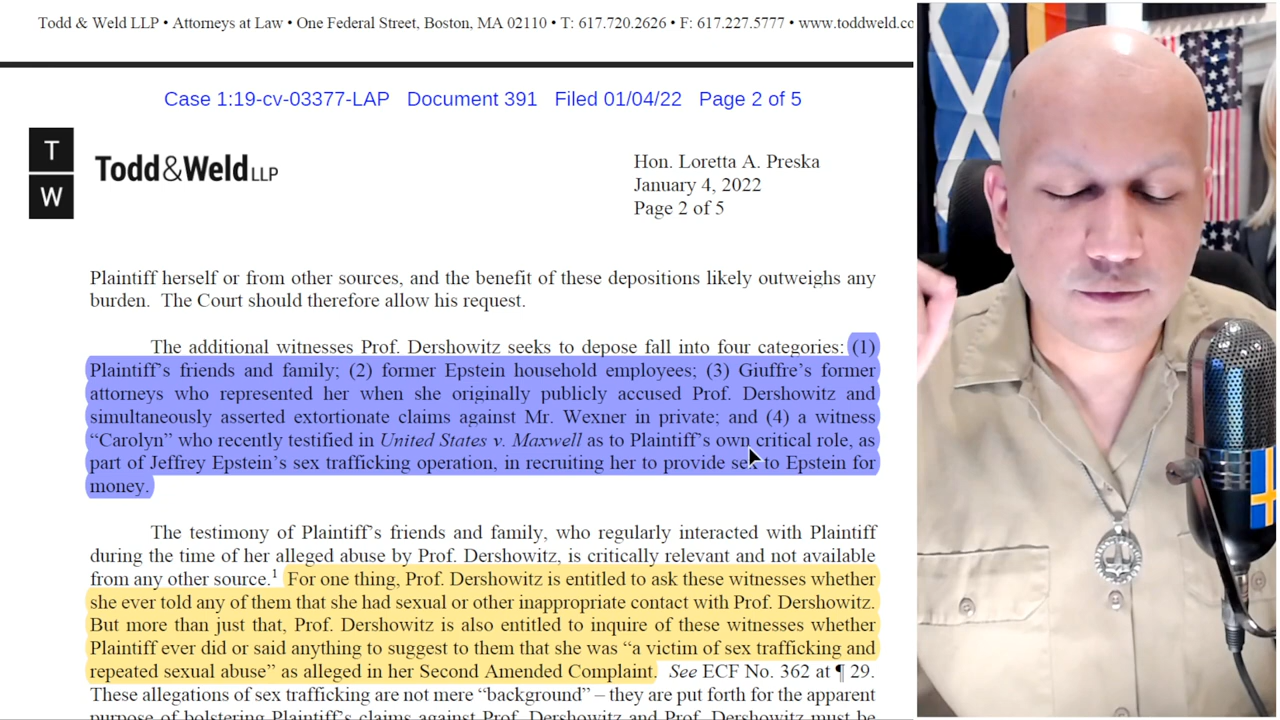 Todd & Weld LLP • Attorneys at Law • One Federal Street, Boston, MA 02110 • T: 617.720.2626 • F: 617.227.5777 • www.toddweld.co
Case 1:19-cv-03377-LAP Document 391 Filed 01/04/22 Page 2 of 5
T
W
Todd&Weld LLP
Hon. Loretta A. Preska
January 4, 2022
Page 2 of 5
Plaintiff herself or from other sources, and the benefit of these depositions likely outweighs any
burden. The Court should therefore allow his request.
The additional witnesses Prof. Dershowitz seeks to depose fall into four categories: (1)
Plaintiff's friends and family; (2) former Epstein household employees; (3) Giuffre's former
attorneys who represented her when she originally publicly accused Prof. Dershowitz and
simultaneously asserted extortionate claims against Mr. Wexner in private; and (4) a witness
“Carolyn” who recently testified in United States v. Maxwell as to Plaintiff's own critical role, as
part of Jeffrey Epstein's sex trafficking operation, in recruiting her to provide sex to Epstein for
money.
The testimony of Plaintiff's friends and family, who regularly interacted with Plaintiff
during the time of her alleged abuse by Prof. Dershowitz, is critically relevant and not available
from any other source.1 For one thing, Prof. Dershowitz is entitled to ask these witnesses whether
she ever told any of them that she had sexual or other inappropriate contact with Prof. Dershowitz.
But more than just that, Prof. Dershowitz is also entitled to inquire of these witnesses whether
Plaintiff ever did or said anything to suggest to them that she was “a victim of sex trafficking and
repeated sexual abuse” as alleged in her Second Amended Complaint. See ECF No. 362 at ¶ 29.
These allegations of sex trafficking are not mere “background” – they are put forth for the apparent
purpose of bolstering Plaintiff's claims against Prof. Dershowitz and Prof. Dershowitz must be